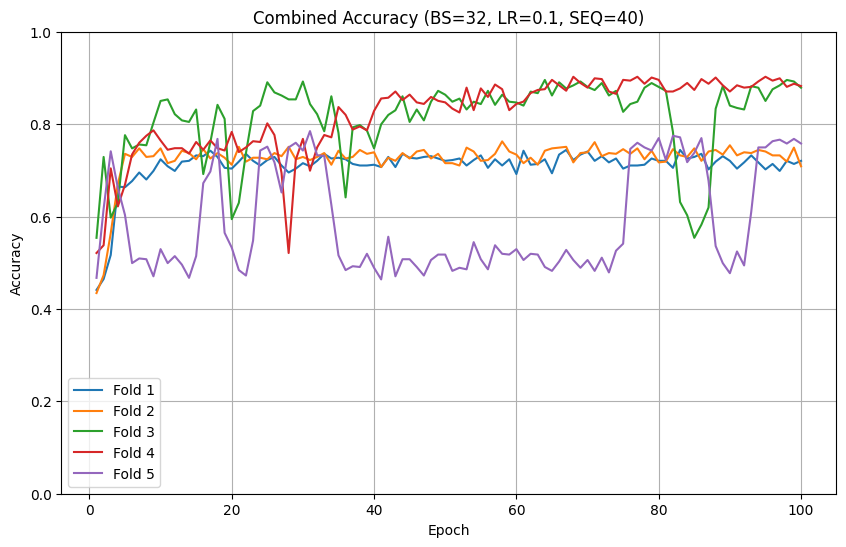 Combined Accuracy (BS=32, LR=0.1, SEQ=40)
1.0
0.8
0.6
0.4
0.2
0.0
Accuracy
Fold 1
Fold 2
Fold 3
Fold 4
Fold 5
0 20 40 60 80 100
Epoch